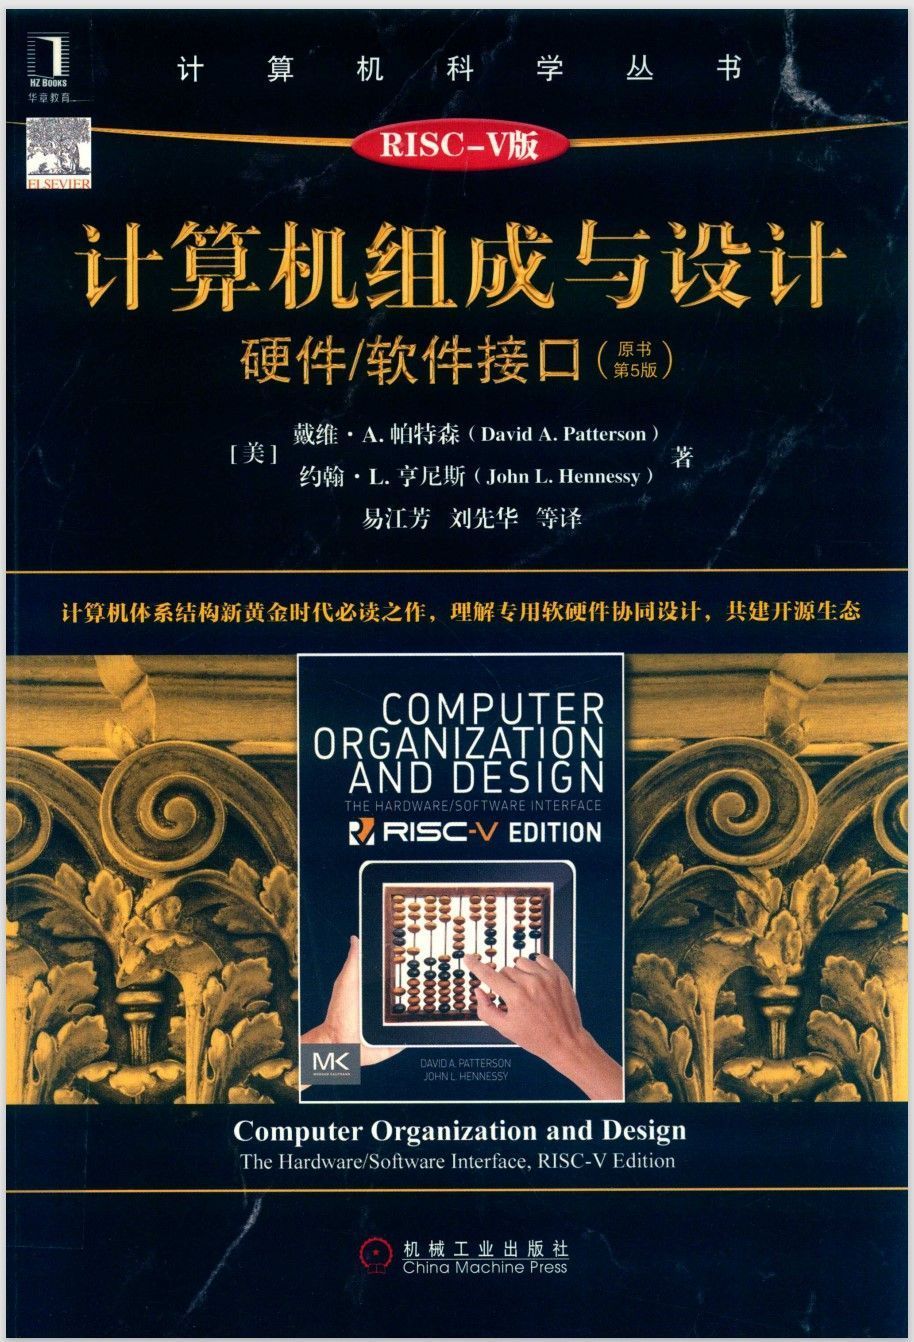 HZ BOOKS
华章教育
计算机科学丛书
ELSEVIER
RISC-V版
计算机组成与设计
硬件/软件接口(原书第5版)
[美] 戴维·A. 帕特森(David A. Patterson)
约翰·L. 亨尼斯(John L. Hennessy) 著
易江芳 刘先华 等译
计算机体系结构新黄金时代必读之作，理解专用软硬件协同设计，共建开源生态
COMPUTER
ORGANIZATION
AND DESIGN
THE HARDWARE/SOFTWARE INTERFACE
RISC-V EDITION
MK
MORGAN KAUFMANN
DAVID A. PATTERSON
JOHN L. HENNESSY
Computer Organization and Design
The Hardware/Software Interface, RISC-V Edition
机械工业出版社
China Machine Press